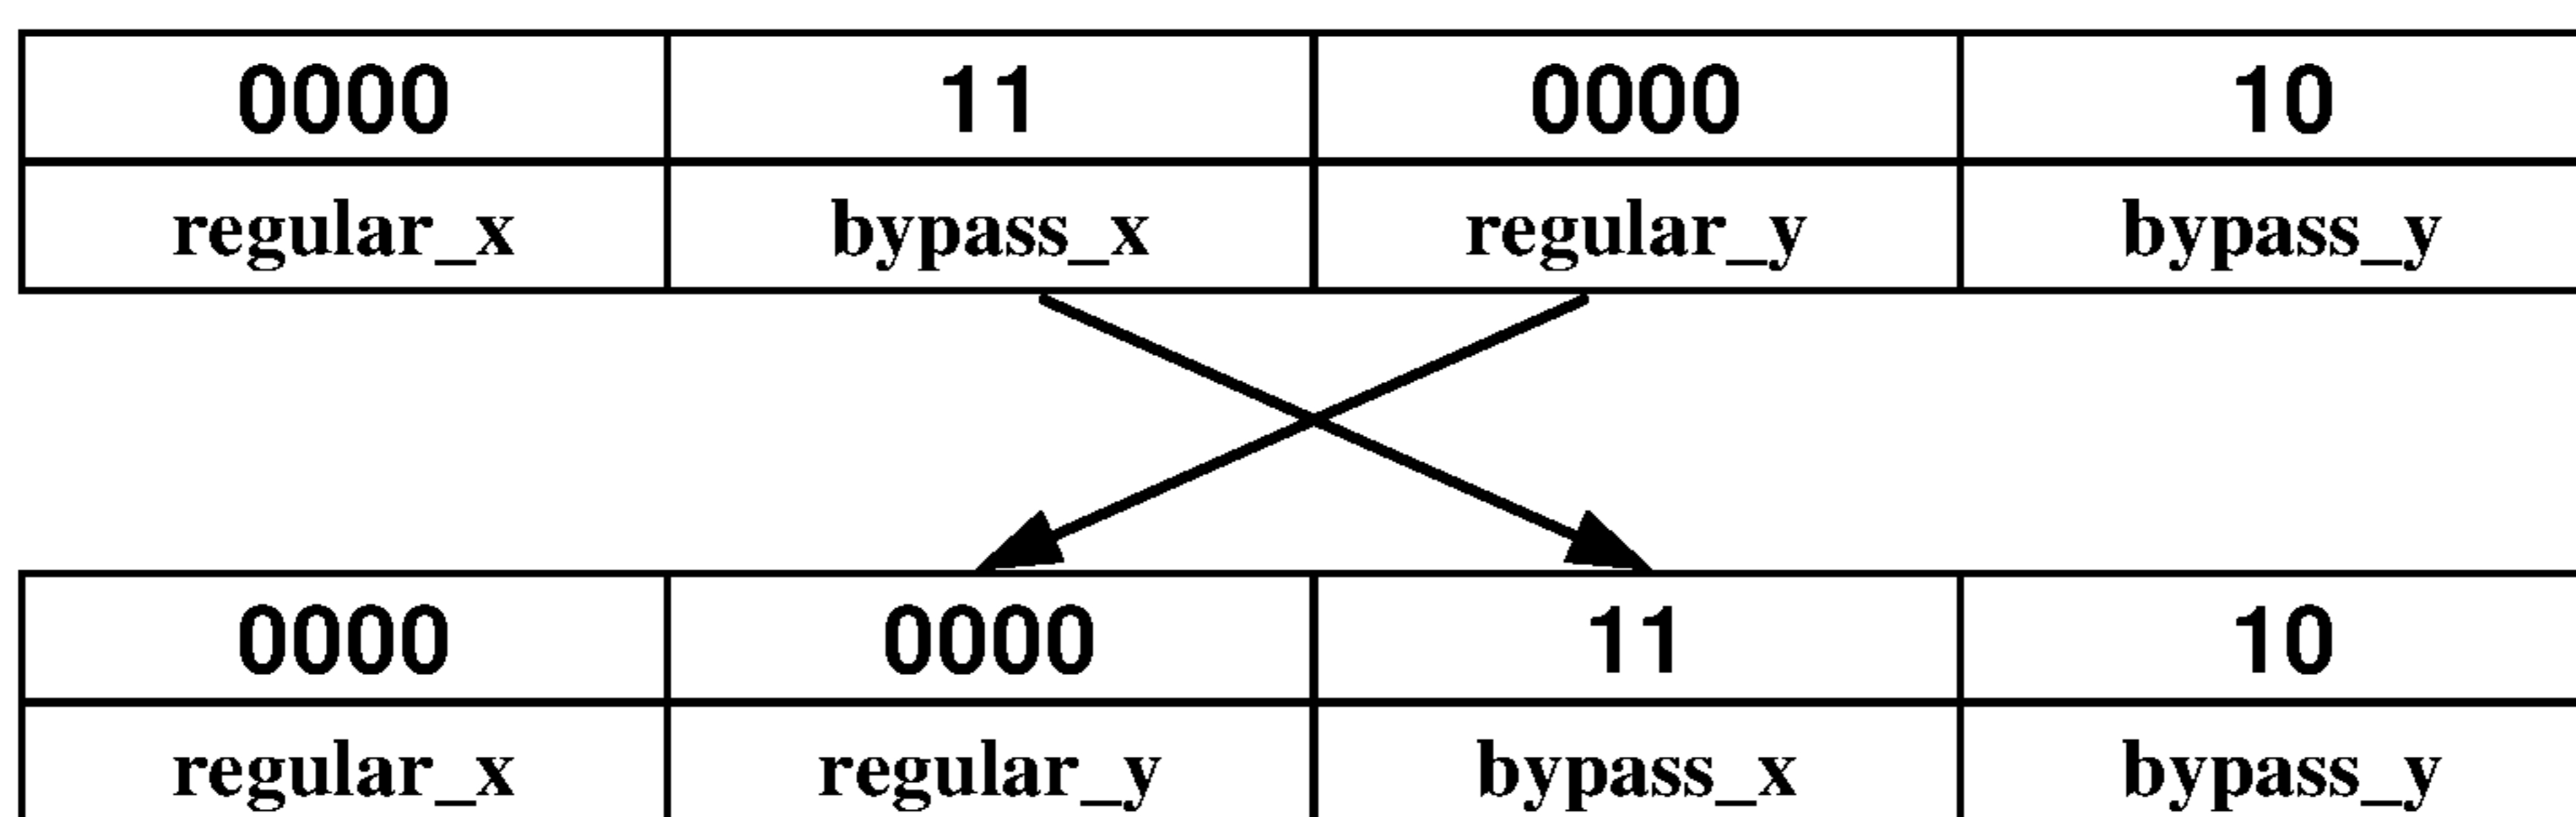 0000 11 0000 10
regular_x bypass_x regular_y bypass_y
0000 0000 11 10
regular_x regular_y bypass_x bypass_y